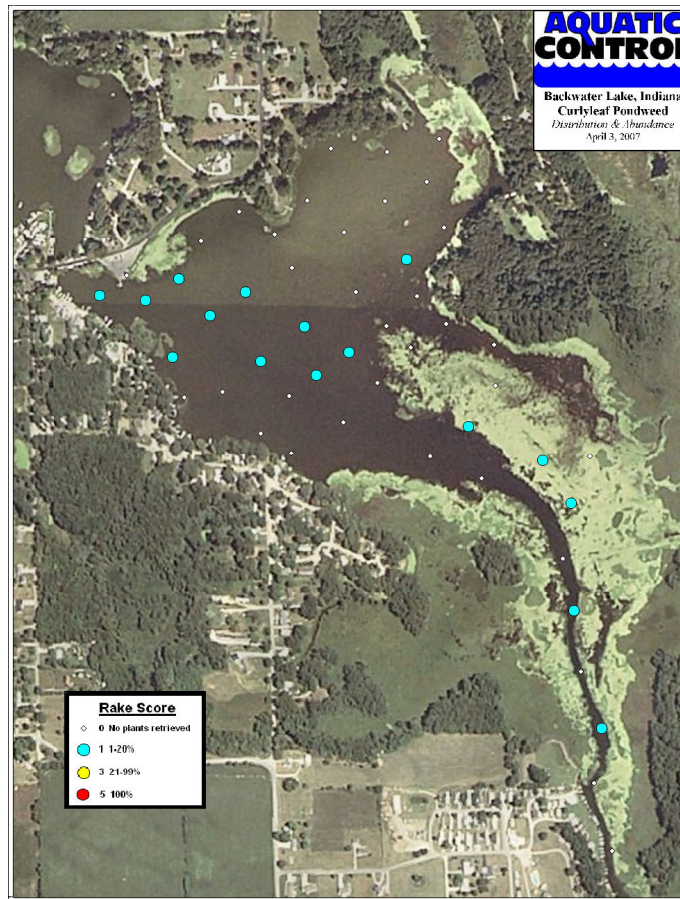 AQUATIC
CONTROL
Backwater Lake, Indiana
Curlyleaf Pondweed
Distribution & Abundance
April 3, 2007
Rake Score
0 No plants retrieved
1 1-20%
3 21-99%
5 100%